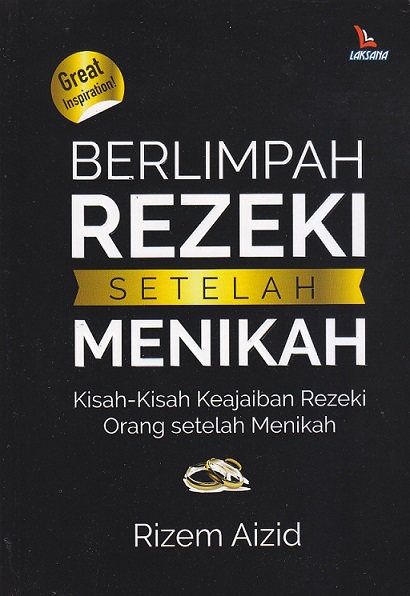 LAKSANA
Great
Inspiration!
BERLIMPAH
REZEKI
SETELAH
MENIKAH
Kisah-Kisah Keajaiban Rezeki
Orang setelah Menikah
Rizem Aizid